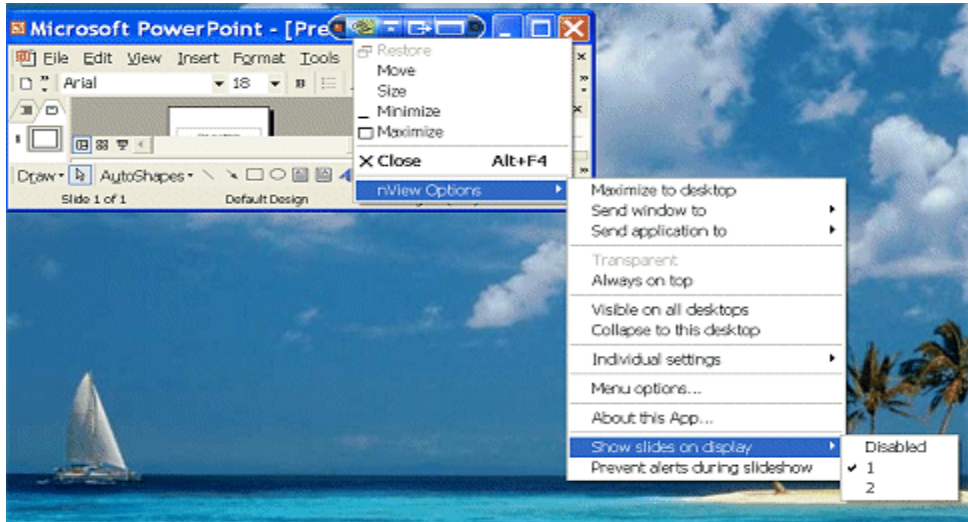 Microsoft PowerPoint - [Pre
File Edit View Insert Format Tools
Arial 18 B
1
Draw AutoShapes
Slide 1 of 1 Default Design
Restore
Move
Size
Minimize
Maximize
Close Alt+F4
nView Options
Maximize to desktop
Send window to
Send application to
Transparent
Always on top
Visible on all desktops
Collapse to this desktop
Individual settings
Menu options...
About this App...
Show slides on display
Prevent alerts during slideshow
Disabled
1
2